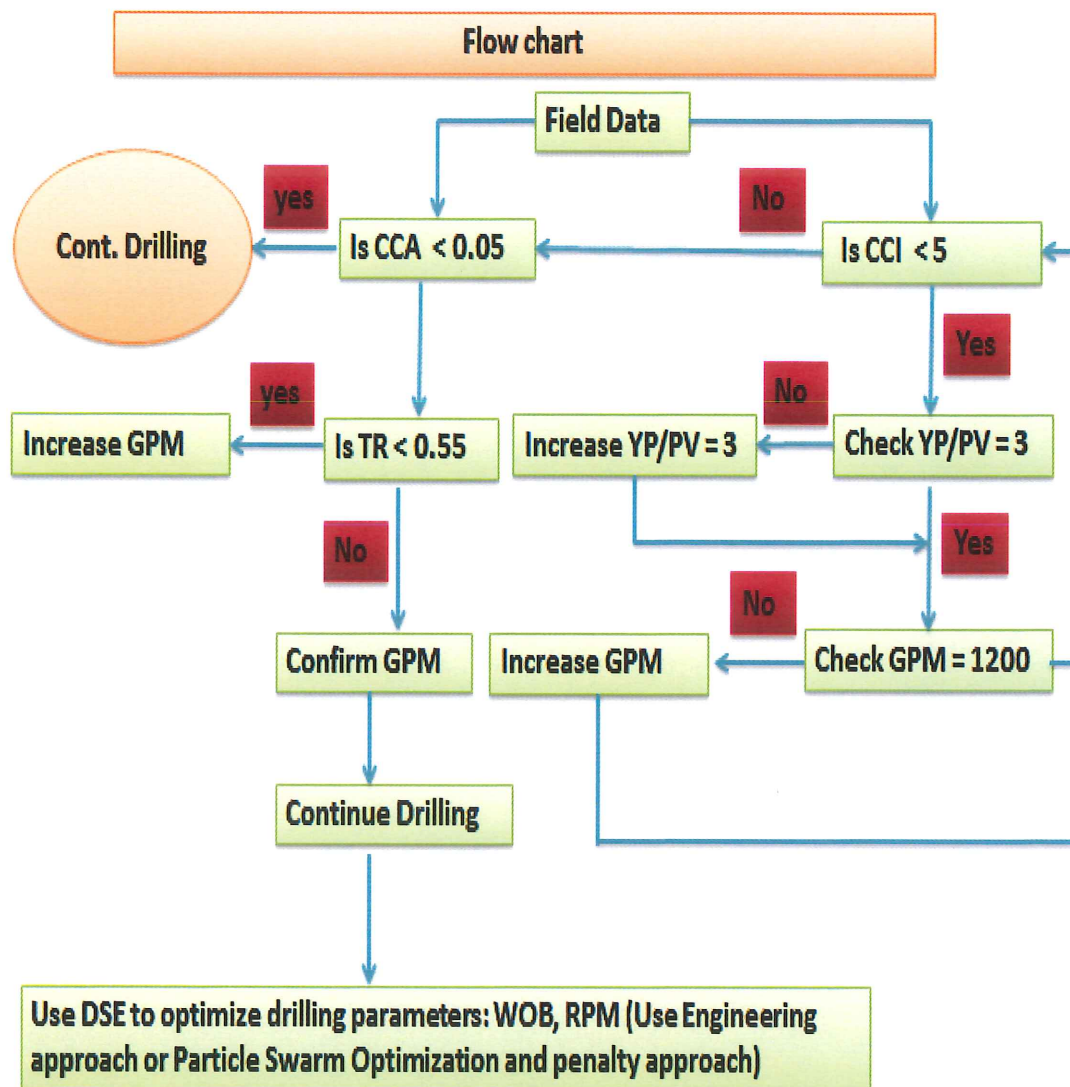 Flow chart
Field Data
yes
No
Cont. Drilling
Is CCA < 0.05
Is CCI < 5
Yes
yes
No
Increase GPM
Is TR < 0.55
Increase YP/PV = 3
Check YP/PV = 3
No
Yes
No
Confirm GPM
Increase GPM
Check GPM = 1200
Continue Drilling
Use DSE to optimize drilling parameters: WOB, RPM (Use Engineering
approach or Particle Swarm Optimization and penalty approach)